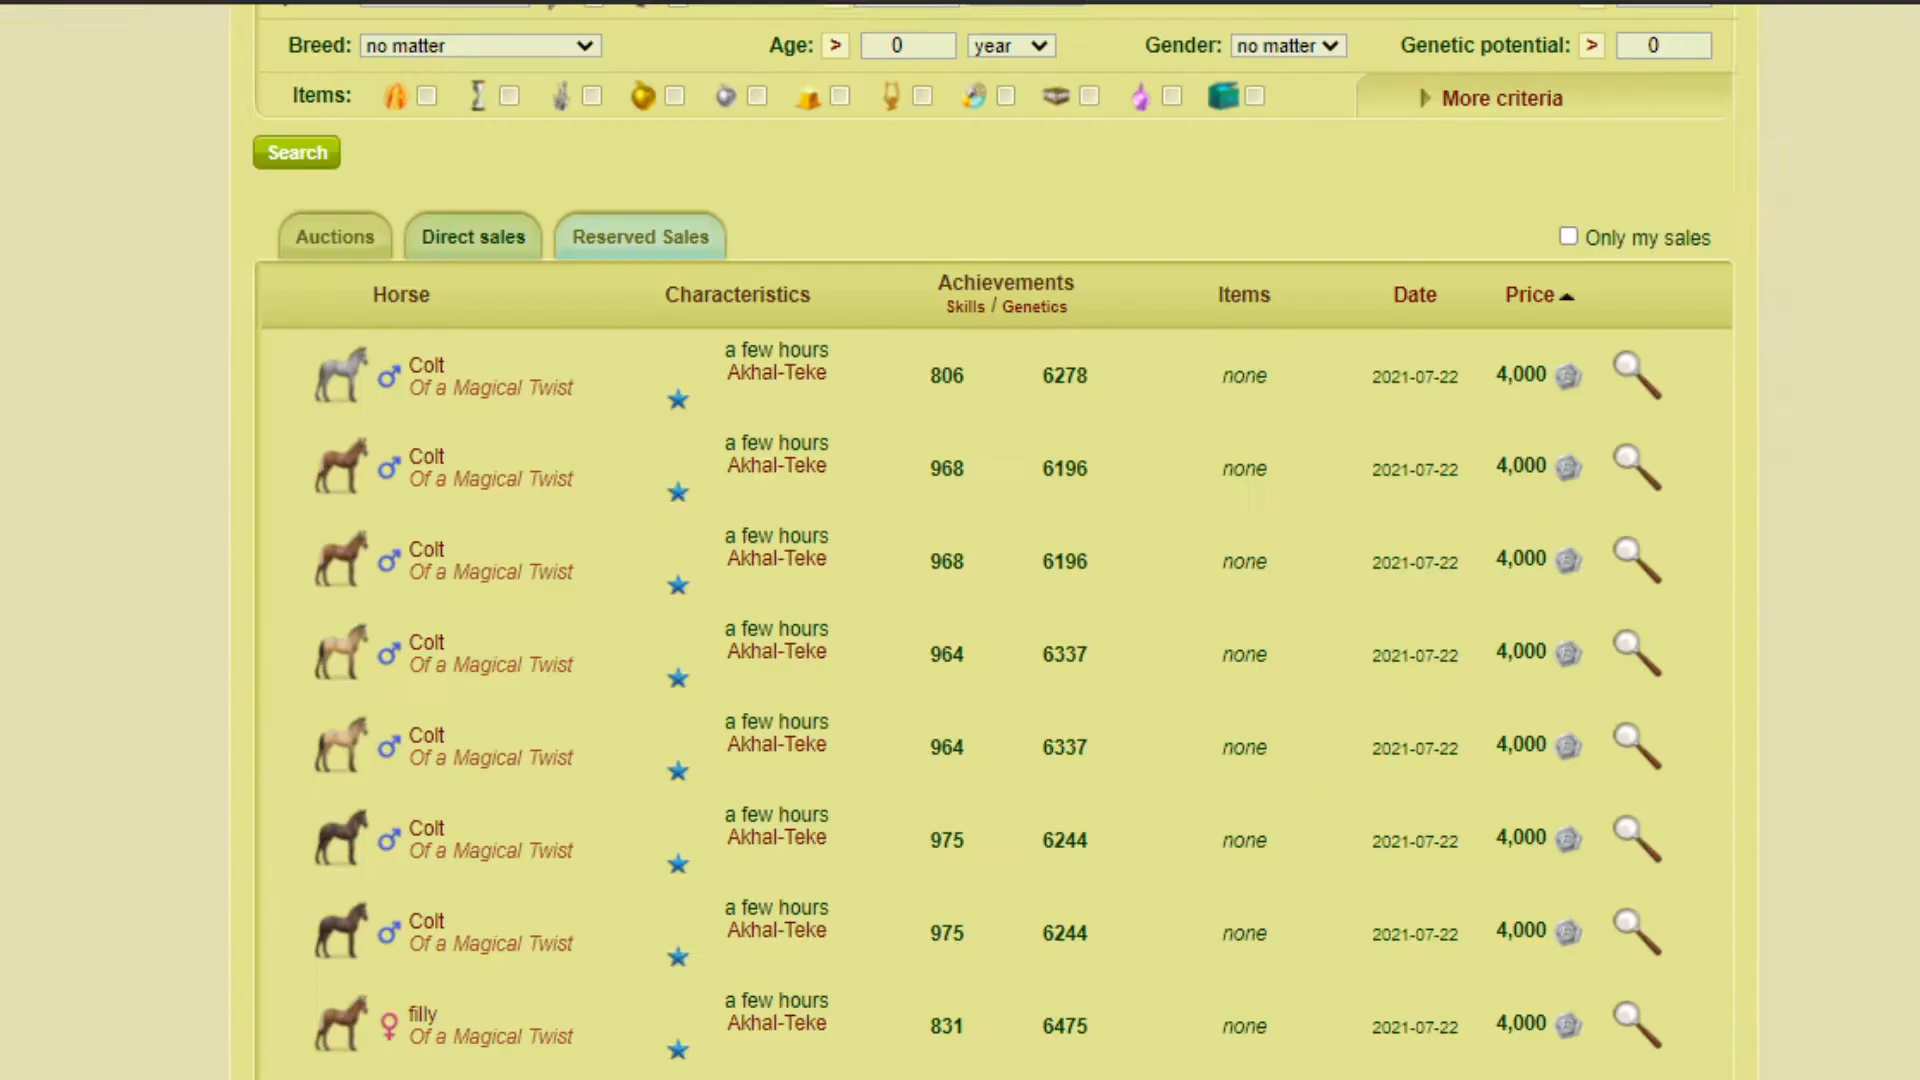 Breed: no matter Age: > 0 year Gender: no matter Genetic potential: > 0
Items: More criteria
Search
Auctions Direct sales Reserved Sales Only my sales
Horse Characteristics Achievements Items Date Price
Skills / Genetics
Colt a few hours
Of a Magical Twist Akhal-Teke 806 6278 none 2021-07-22 4,000
Colt a few hours
Of a Magical Twist Akhal-Teke 968 6196 none 2021-07-22 4,000
Colt a few hours
Of a Magical Twist Akhal-Teke 968 6196 none 2021-07-22 4,000
Colt a few hours
Of a Magical Twist Akhal-Teke 964 6337 none 2021-07-22 4,000
Colt a few hours
Of a Magical Twist Akhal-Teke 964 6337 none 2021-07-22 4,000
Colt a few hours
Of a Magical Twist Akhal-Teke 975 6244 none 2021-07-22 4,000
Colt a few hours
Of a Magical Twist Akhal-Teke 975 6244 none 2021-07-22 4,000
filly a few hours
Of a Magical Twist Akhal-Teke 831 6475 none 2021-07-22 4,000